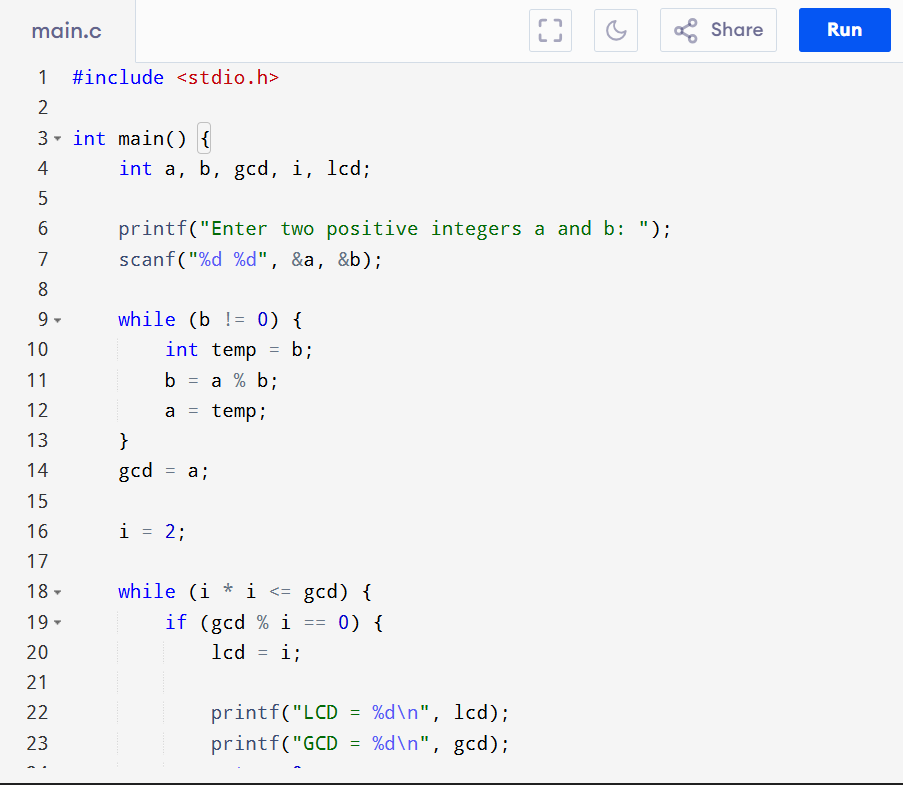 main.c
Share
Run
1 #include <stdio.h>
2
3 int main() {
4 int a, b, gcd, i, lcd;
5
6 printf("Enter two positive integers a and b: ");
7 scanf("%d %d", &a, &b);
8
9 while (b != 0) {
10 int temp = b;
11 b = a % b;
12 a = temp;
13 }
14 gcd = a;
15
16 i = 2;
17
18 while (i * i <= gcd) {
19 if (gcd % i == 0) {
20 lcd = i;
21
22 printf("LCD = %d\n", lcd);
23 printf("GCD = %d\n", gcd);